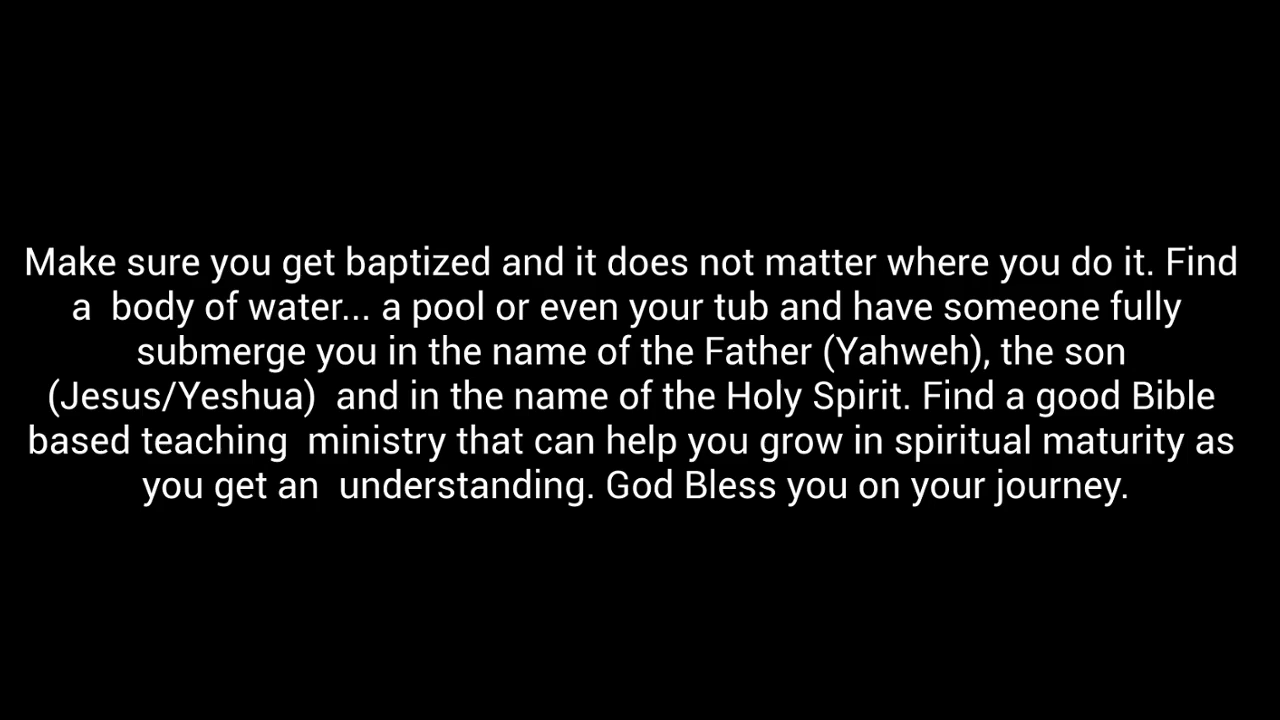 Make sure you get baptized and it does not matter where you do it. Find
a  body of water... a pool or even your tub and have someone fully
submerge you in the name of the Father (Yahweh), the son
(Jesus/Yeshua)  and in the name of the Holy Spirit. Find a good Bible
based teaching  ministry that can help you grow in spiritual maturity as
you get an  understanding. God Bless you on your journey.